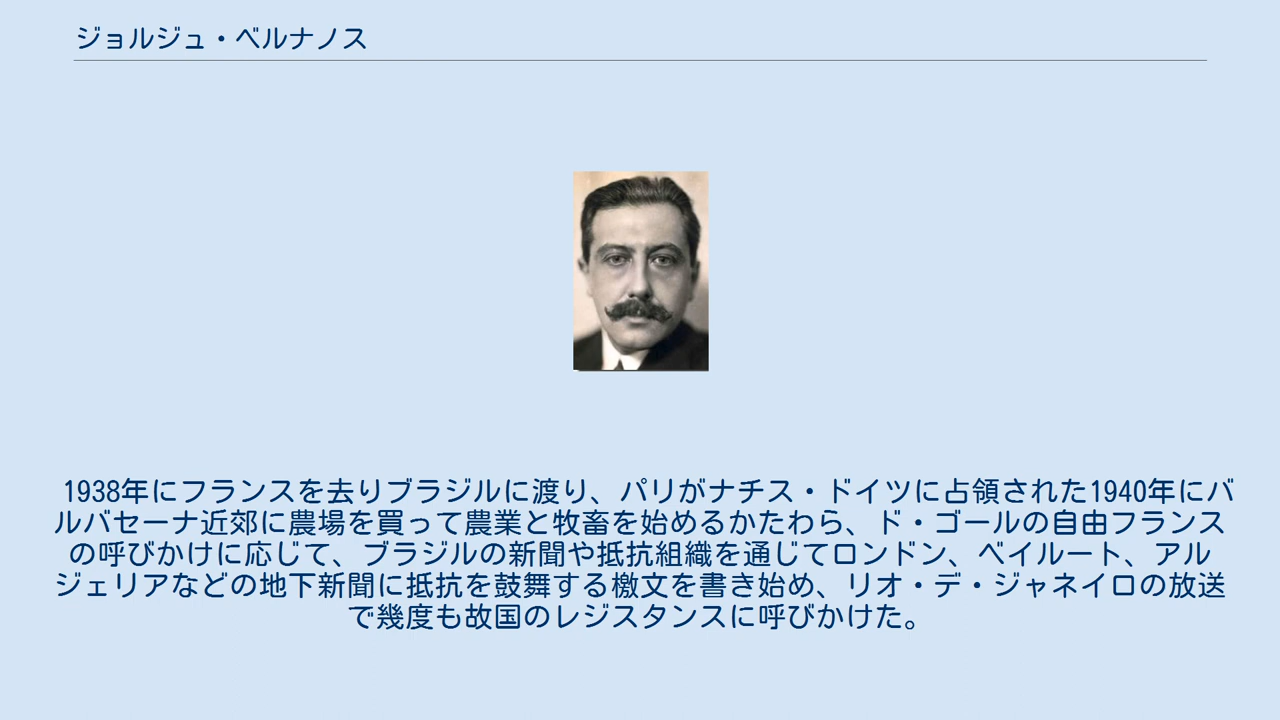 ジョルジュ・ベルナノス
1938年にフランスを去りブラジルに渡り、パリがナチス・ドイツに占領された1940年にバ
ルバセーナ近郊に農場を買って農業と牧畜を始めるかたわら、ド・ゴールの自由フランス
の呼びかけに応じて、ブラジルの新聞や抵抗組織を通じてロンドン、ベイルート、アル
ジェリアなどの地下新聞に抵抗を鼓舞する檄文を書き始め、リオ・デ・ジャネイロの放送
で幾度も故国のレジスタンスに呼びかけた。